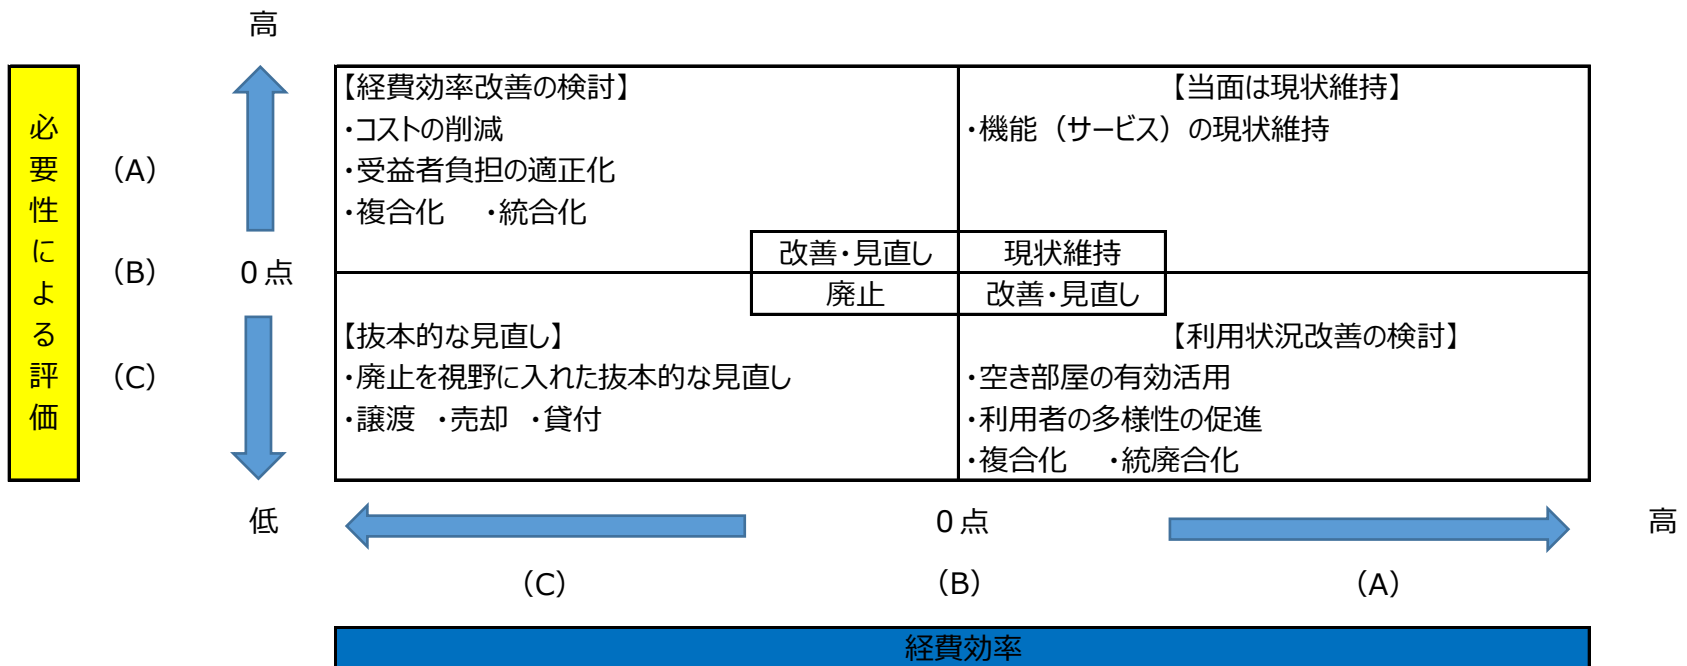 高
必要性による評価
（A）
（B）
（C）
０点
低
【経費効率改善の検討】
・コストの削減
・受益者負担の適正化
・複合化　・統合化
改善・見直し
【当面は現状維持】
・機能（サービス）の現状維持
現状維持
廃止
【抜本的な見直し】
・廃止を視野に入れた抜本的な見直し
・譲渡　・売却　・貸付
改善・見直し
【利用状況改善の検討】
・空き部屋の有効活用
・利用者の多様性の促進
・複合化　・統廃合化
０点
高
（C）
（B）
（A）
経費効率